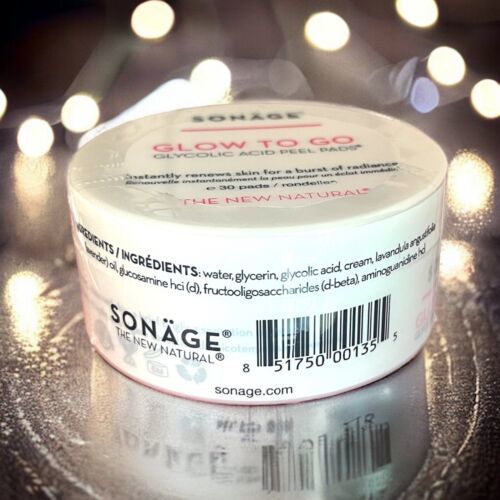 SONÄGE
GLOW TO GO
GLYCOLIC ACID PEEL PADS®
instantly renews skin for a burst of radiance
Renouvelle instantanément la peau pour un éclat immédiat
e 30 pads / rondelles
THE NEW NATURAL®
INGREDIENTS / INGRÉDIENTS: water, glycerin, glycolic acid, cream, lavandula angustifolia
(lavender) oil, glucosamine hci (d), fructooligosaccharides (d-beta), aminoguanidine hcl
SONÄGE®
THE NEW NATURAL®
8 51750 00135 5
sonage.com